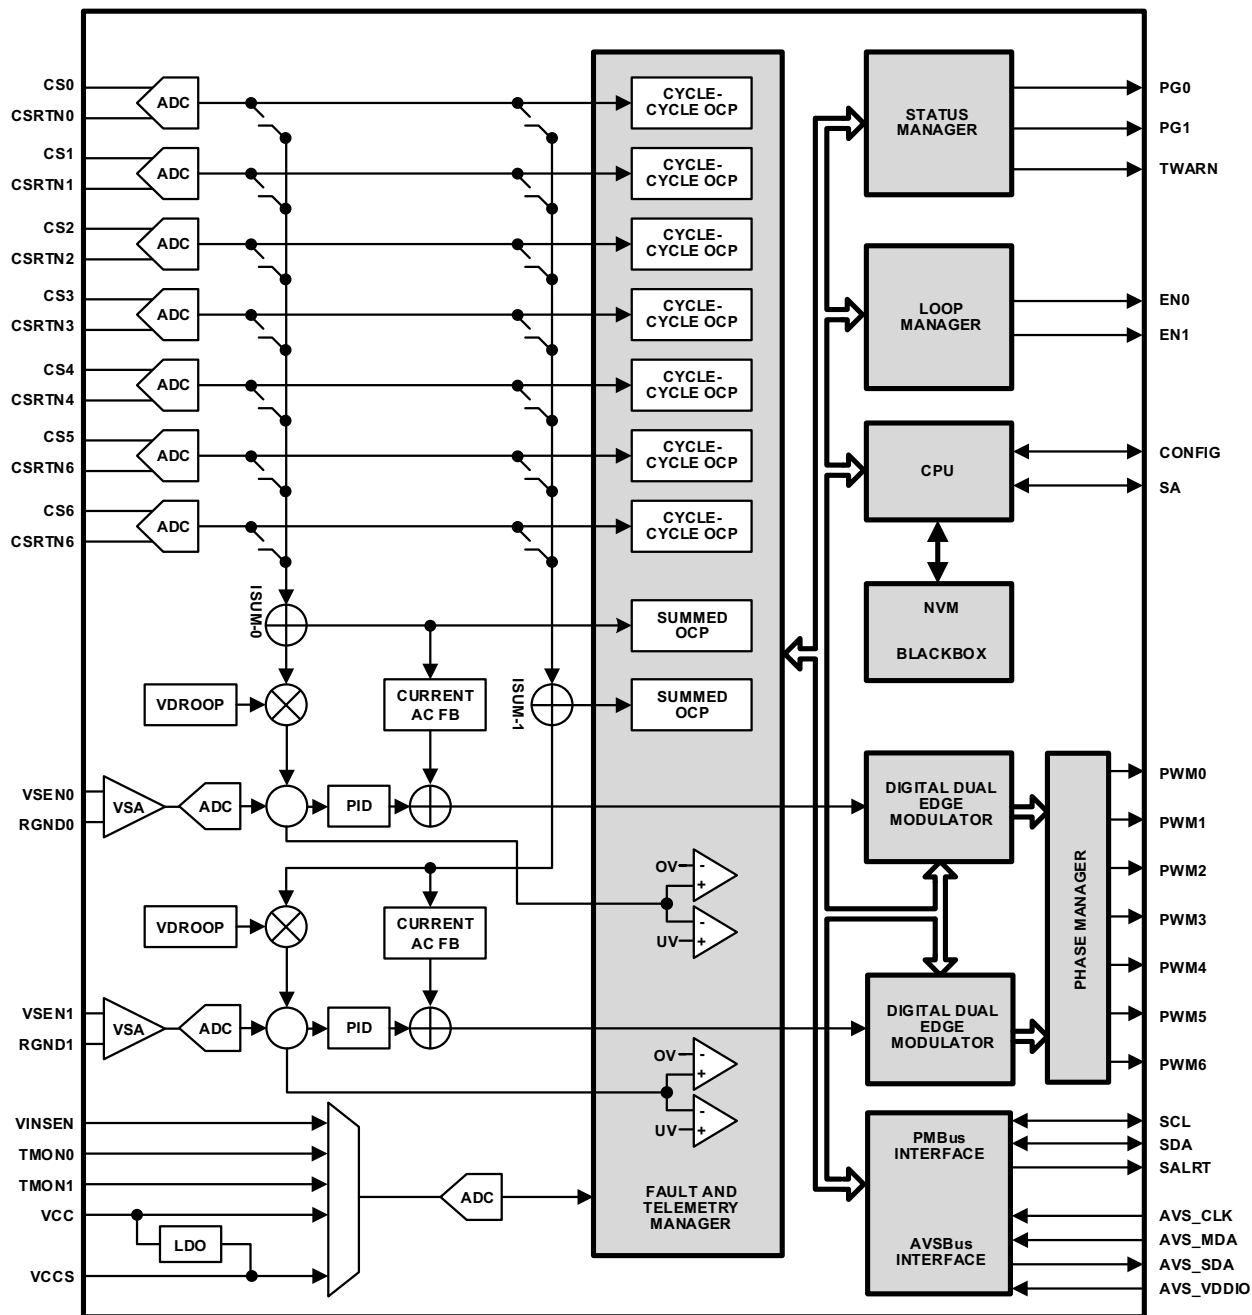 CS0
CSRTN0
ADC
CYCLE-
CYCLE OCP
CS1
CSRTN1
ADC
CYCLE-
CYCLE OCP
CS2
CSRTN2
ADC
CYCLE-
CYCLE OCP
CS3
CSRTN3
ADC
CYCLE-
CYCLE OCP
CS4
CSRTN4
ADC
CYCLE-
CYCLE OCP
CS5
CSRTN6
ADC
CYCLE-
CYCLE OCP
CS6
CSRTN6
ADC
CYCLE-
CYCLE OCP
ISUM-0
SUMMED
OCP
VDROOP
CURRENT
AC FB
ISUM-1
SUMMED
OCP
VSEN0
RGND0
VSA
ADC
PID
OV
-
+
-
+
UV
VDROOP
CURRENT
AC FB
VSEN1
RGND1
VSA
ADC
PID
OV
-
+
-
+
UV
VINSEN
TMON0
TMON1
VCC
LDO
VCCS
ADC
FAULT AND
TELEMETRY
MANAGER
STATUS
MANAGER
PG0
PG1
TWARN
LOOP
MANAGER
EN0
EN1
CPU
CONFIG
SA
NVM
BLACKBOX
DIGITAL DUAL
EDGE
MODULATOR
DIGITAL DUAL
EDGE
MODULATOR
PHASE MANAGER
PWM0
PWM1
PWM2
PWM3
PWM4
PWM5
PWM6
PMBus
INTERFACE
SCL
SDA
SALRT
AVSBus
INTERFACE
AVS_CLK
AVS_MDA
AVS_SDA
AVS_VDDIO